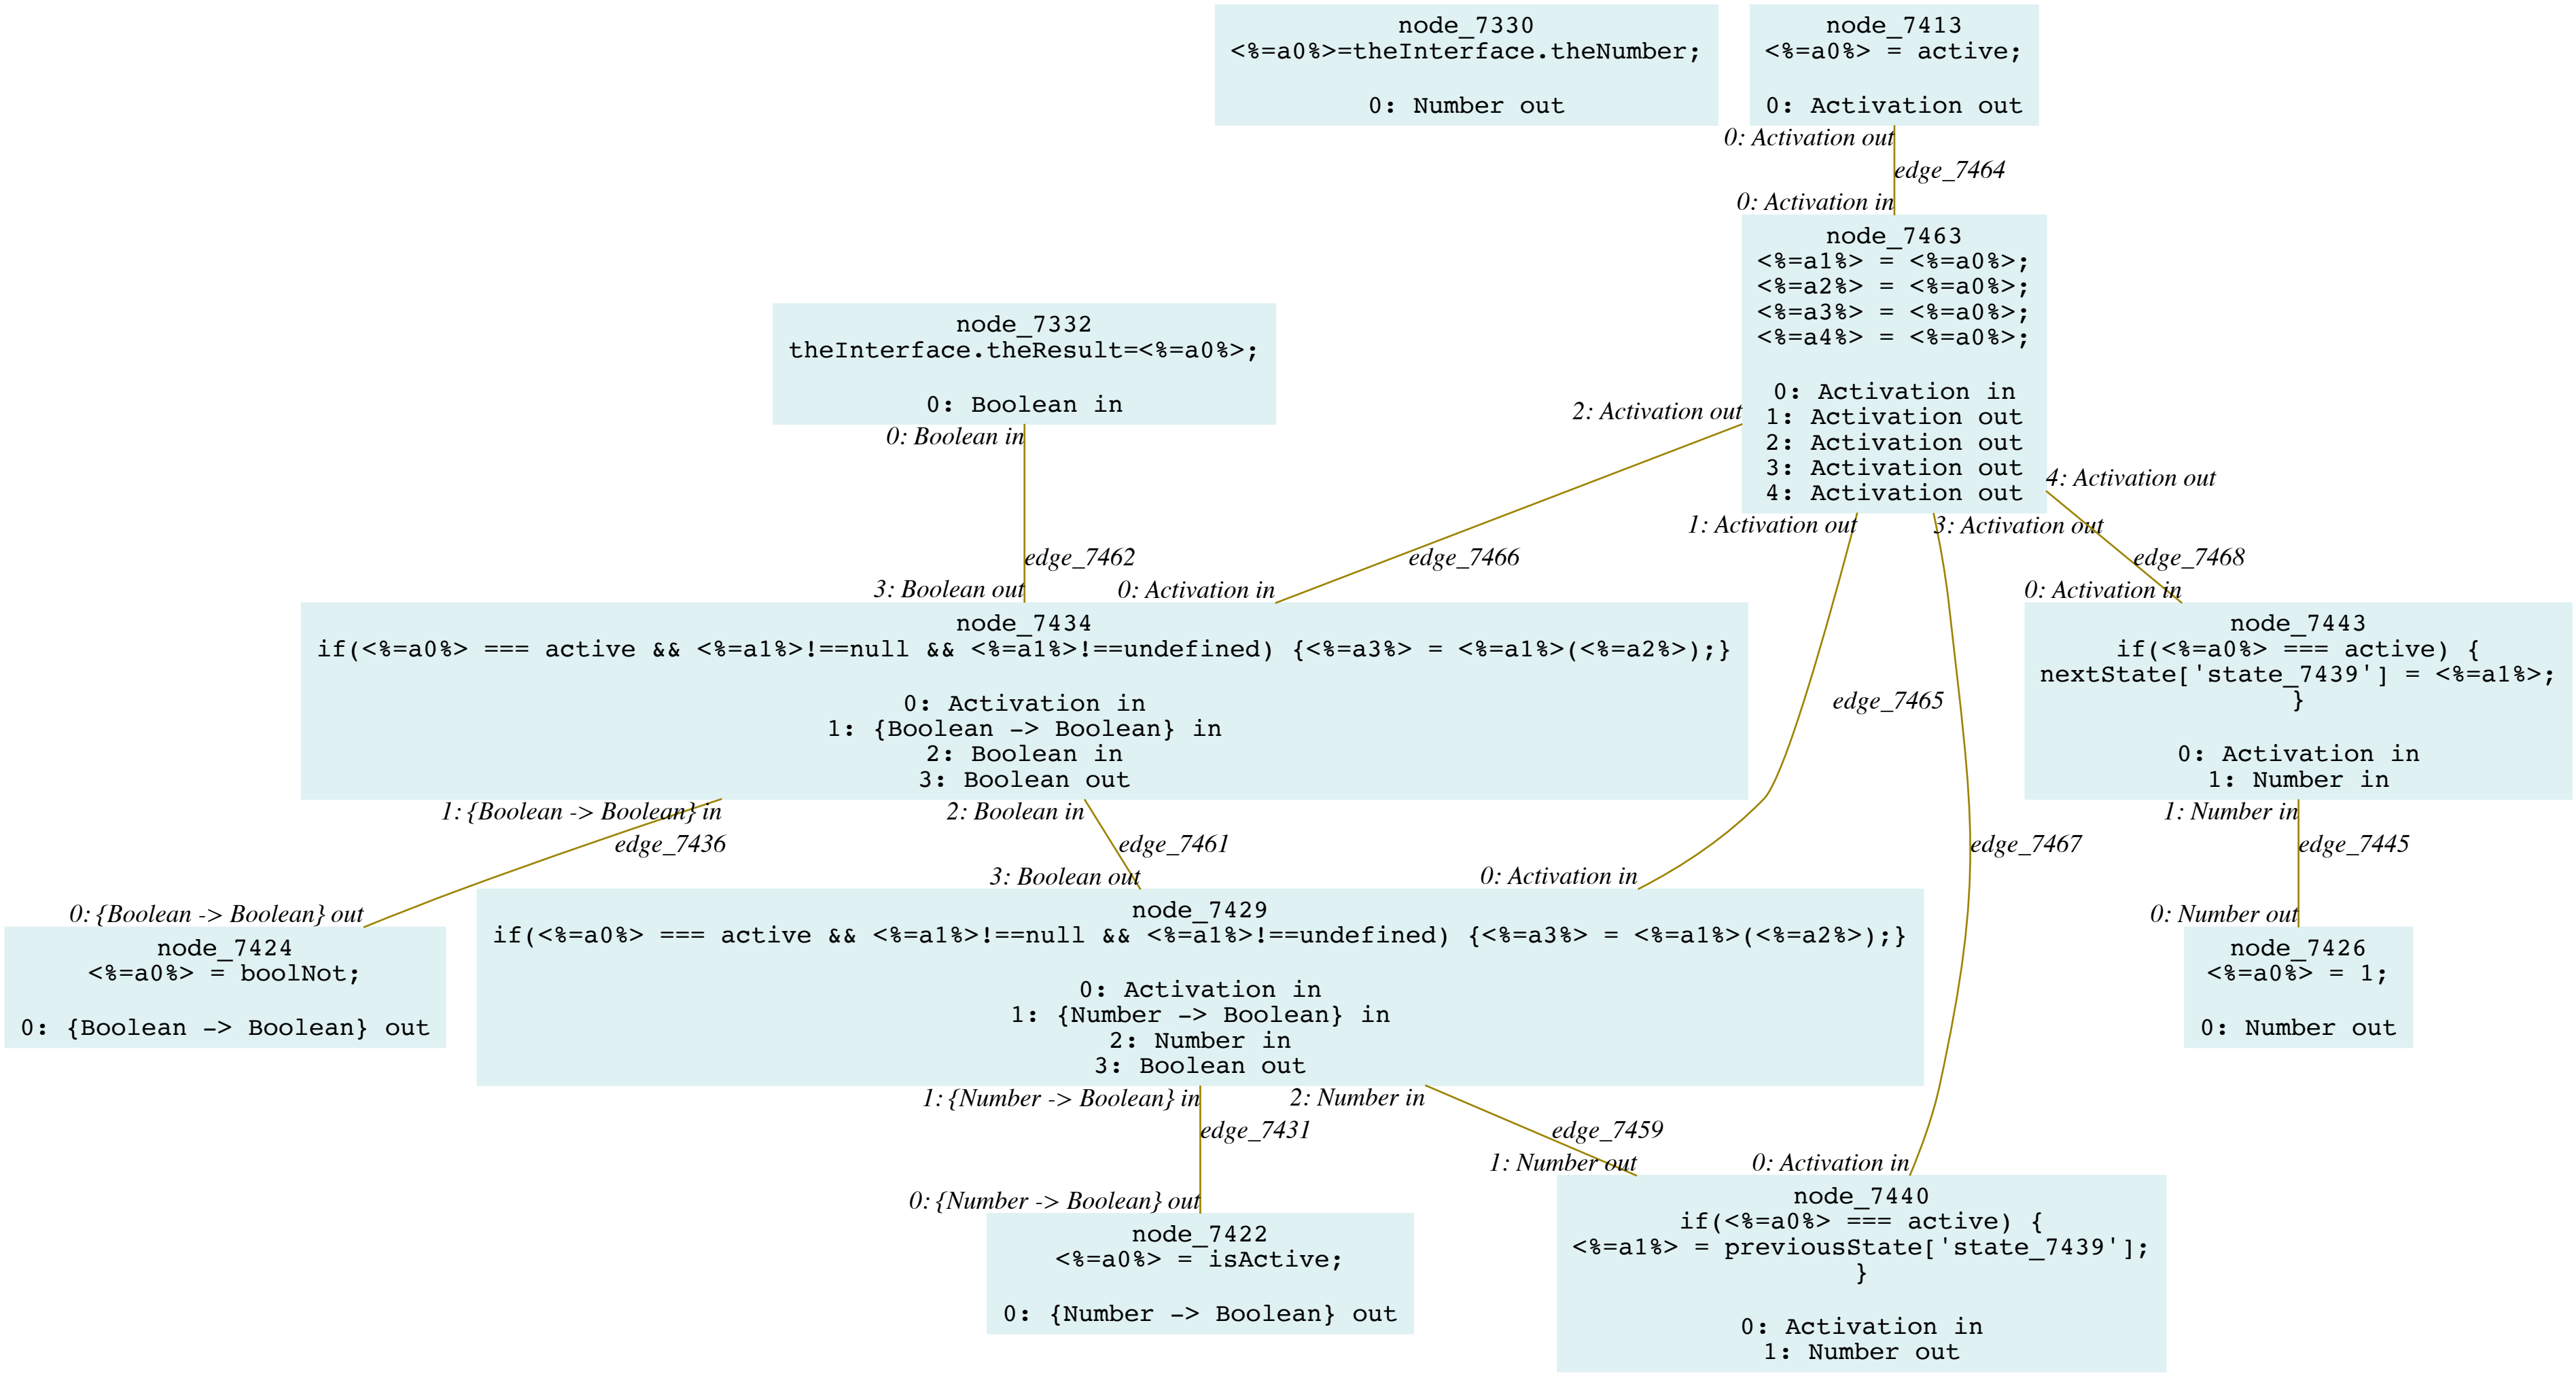 node_7330
<%=a0%>=theInterface.theNumber;
0: Number out
node_7413
<%=a0%> = active;
0: Activation out
0: Activation out
edge_7464
0: Activation in
node_7463
<%=a1%> = <%=a0%>;
<%=a2%> = <%=a0%>;
<%=a3%> = <%=a0%>;
<%=a4%> = <%=a0%>;
0: Activation in
1: Activation out
2: Activation out
3: Activation out
4: Activation out
node_7332
theInterface.theResult=<%=a0%>;
0: Boolean in
0: Boolean in
2: Activation out
4: Activation out
1: Activation out
3: Activation out
edge_7462
edge_7466
edge_7468
3: Boolean out
0: Activation in
0: Activation in
node_7434
if(<%=a0%> === active && <%=a1%>!==null && <%=a1%>!==undefined) {<%=a3%> = <%=a1%>(<%=a2%>);}
0: Activation in
1: {Boolean -> Boolean} in
2: Boolean in
3: Boolean out
edge_7465
node_7443
if(<%=a0%> === active) {
nextState['state_7439'] = <%=a1%>;
}
0: Activation in
1: Number in
1: {Boolean -> Boolean} in
2: Boolean in
1: Number in
edge_7436
edge_7461
edge_7467
edge_7445
0: {Boolean -> Boolean} out
3: Boolean out
0: Activation in
0: Number out
node_7424
<%=a0%> = boolNot;
0: {Boolean -> Boolean} out
node_7429
if(<%=a0%> === active && <%=a1%>!==null && <%=a1%>!==undefined) {<%=a3%> = <%=a1%>(<%=a2%>);}
0: Activation in
1: {Number -> Boolean} in
2: Number in
3: Boolean out
node_7426
<%=a0%> = 1;
0: Number out
1: {Number -> Boolean} in
2: Number in
edge_7431
edge_7459
1: Number out
0: Activation in
0: {Number -> Boolean} out
node_7422
<%=a0%> = isActive;
0: {Number -> Boolean} out
node_7440
if(<%=a0%> === active) {
<%=a1%> = previousState['state_7439'];
}
0: Activation in
1: Number out